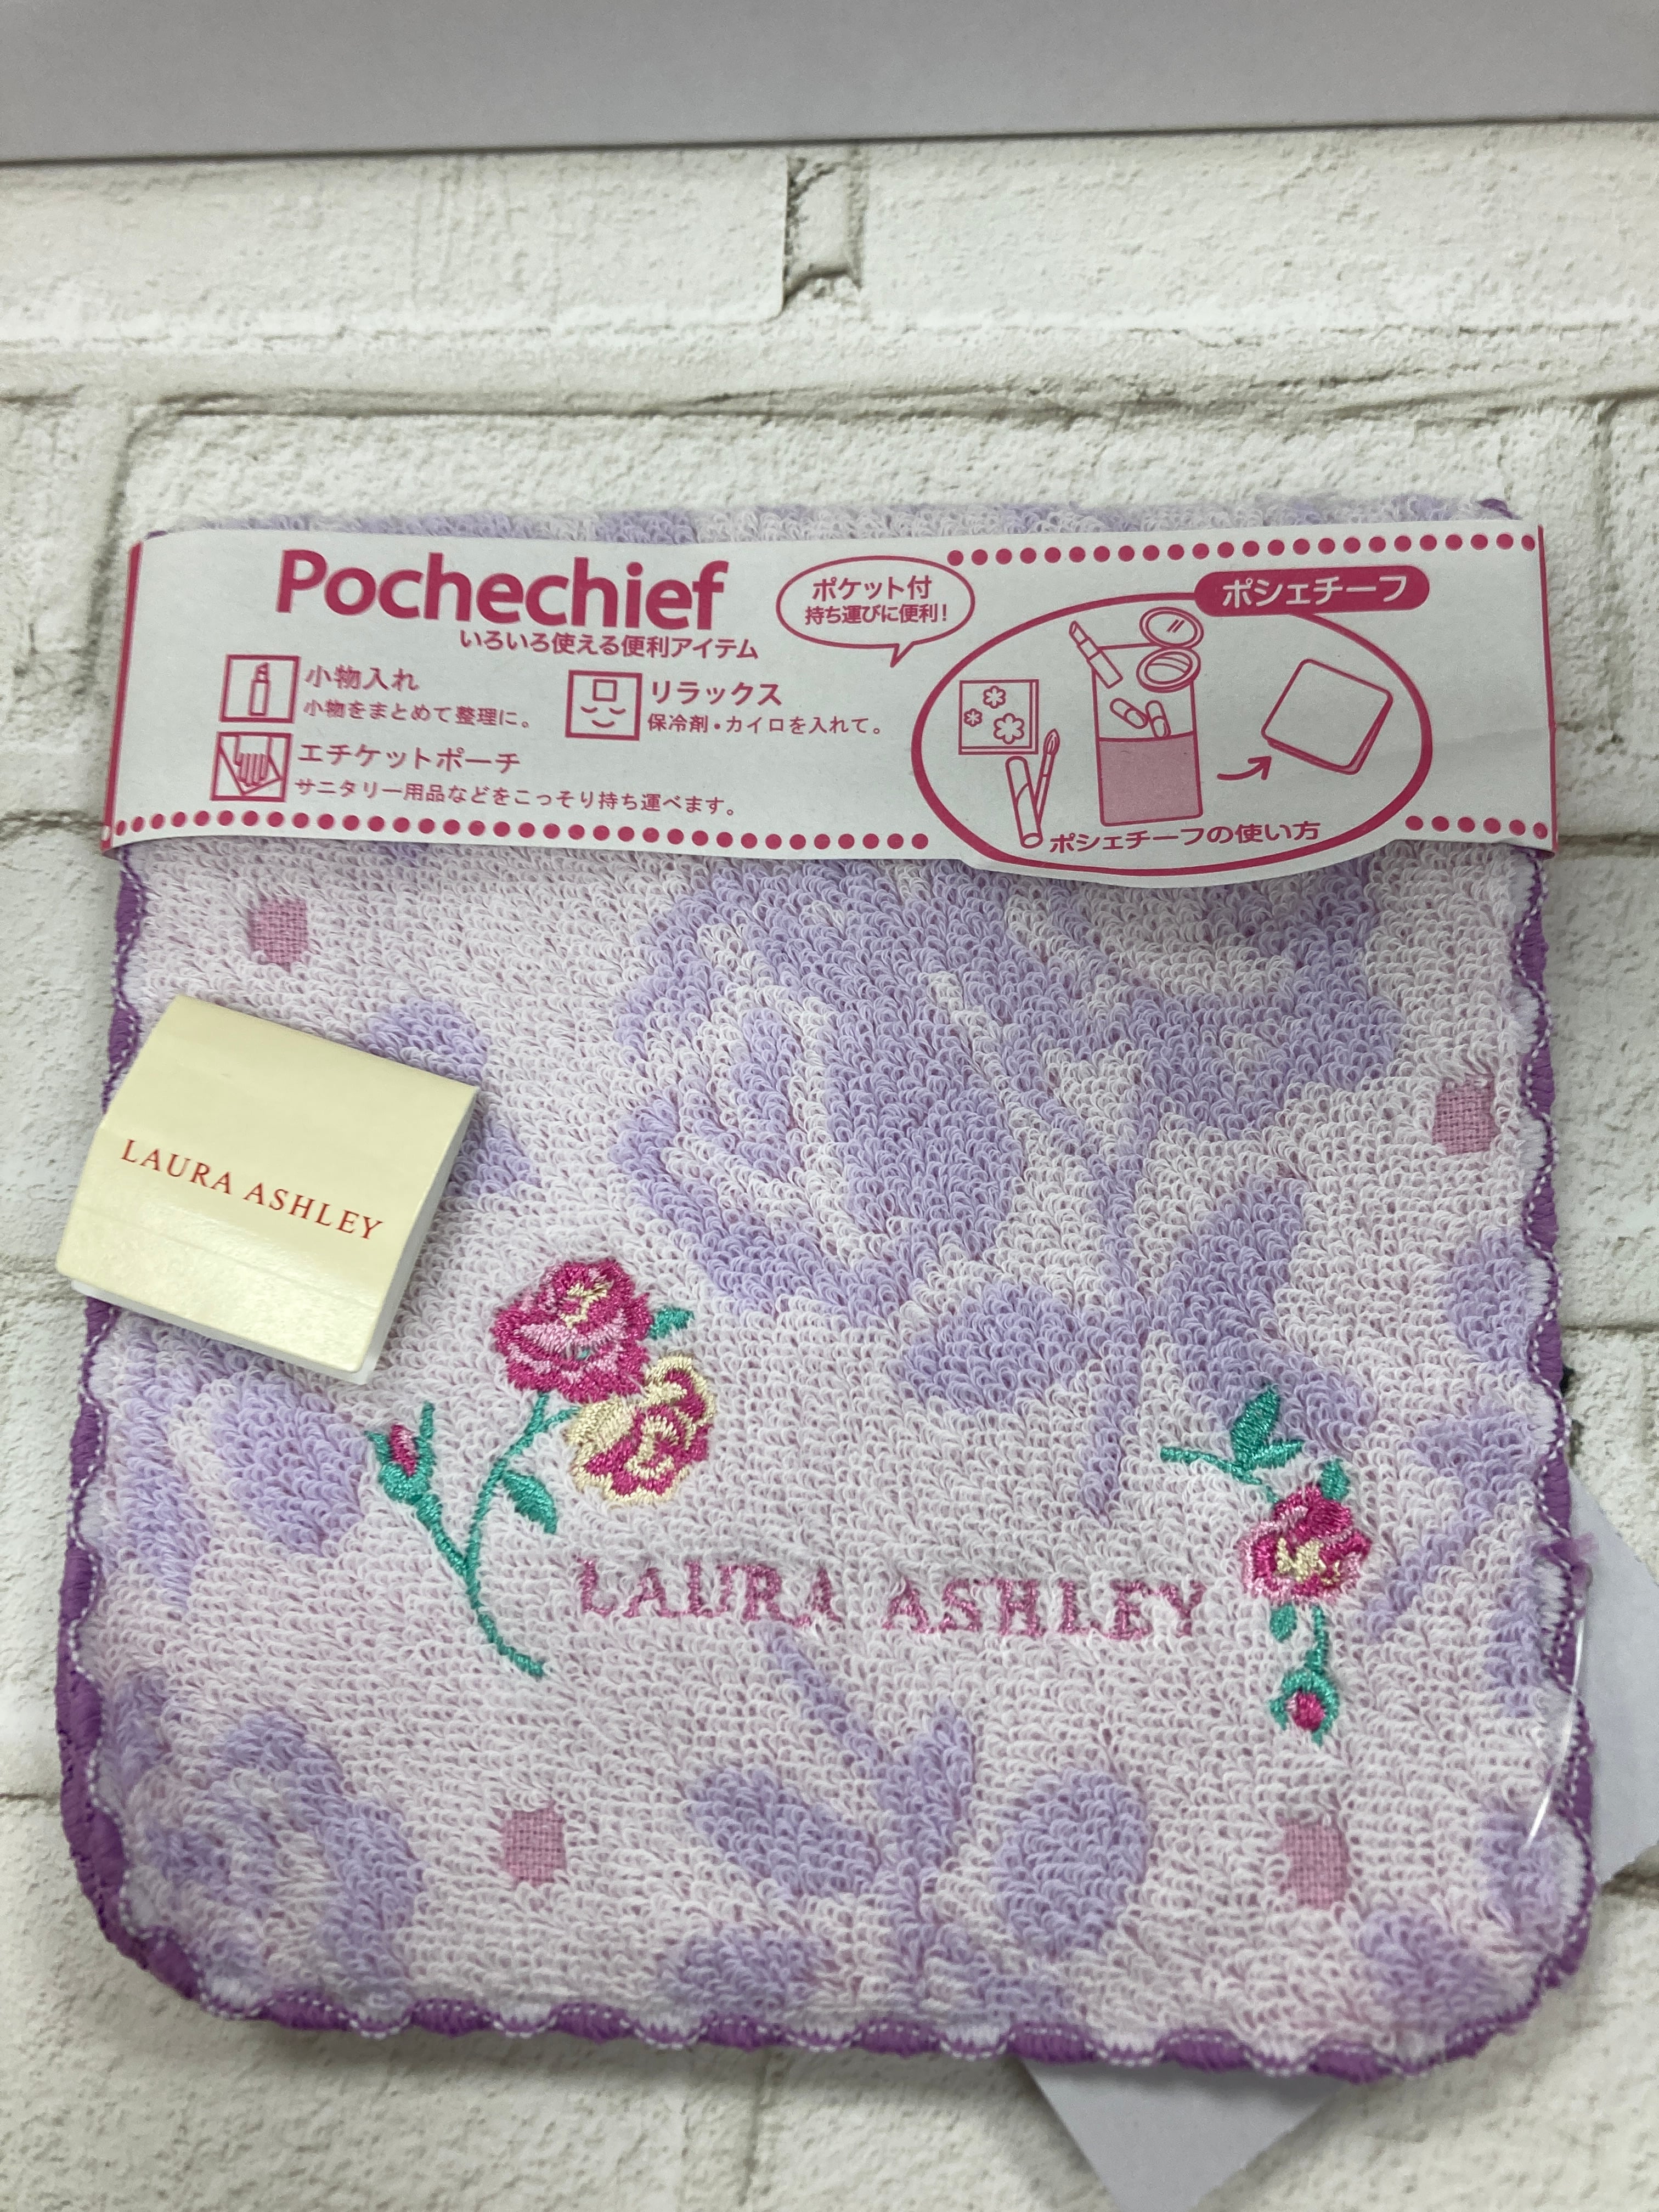 Pochechief
いろいろ使える便利アイテム
小物入れ
小物をまとめて整理に。
リラックス
保冷剤・カイロを入れて。
エチケットポーチ
サニタリー用品などをこっそり持ち運べます。
ポケット付
持ち運びに便利!
ポシェチーフ
ポシェチーフの使い方
LAURA ASHLEY
LAURA ASHLEY